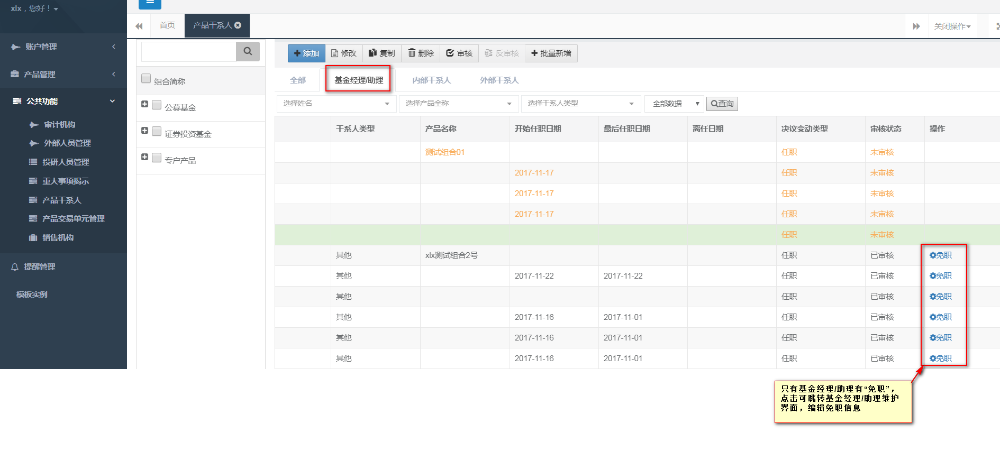 xlx，您好！
首页
产品干系人
关闭操作
账户管理
产品管理
公共功能
审计机构
外部人员管理
投研人员管理
重大事项揭示
产品干系人
产品交易单元管理
销售机构
提醒管理
模板实例
组合简称
公募基金
证券投资基金
专户产品
添加 修改 复制 删除 审核 反审核 批量新增
全部 基金经理/助理 内部干系人 外部干系人
选择姓名 选择产品全称 选择干系人类型 全部数据 查询
干系人类型 产品名称 开始任职日期 最后任职日期 离任日期 决议变动类型 审核状态 操作
测试组合01 任职 未审核
2017-11-17 任职 未审核
2017-11-17 任职 未审核
2017-11-17 任职 未审核
任职 未审核
其他 xlx测试组合2号 任职 已审核 免职
其他 2017-11-22 2017-11-22 任职 已审核 免职
其他 任职 已审核 免职
其他 2017-11-16 2017-11-01 任职 已审核 免职
其他 2017-11-16 2017-11-01 任职 已审核 免职
其他 2017-11-16 2017-11-01 任职 已审核 免职
只有基金经理/助理有“免职”，
点击可跳转基金经理/助理维护
界面，编辑免职信息